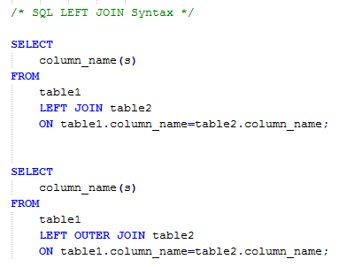 /* SQL LEFT JOIN Syntax */
SELECT
column_name(s)
FROM
table1
LEFT JOIN table2
ON table1.column_name=table2.column_name;
SELECT
column_name(s)
FROM
table1
LEFT OUTER JOIN table2
ON table1.column_name=table2.column_name;